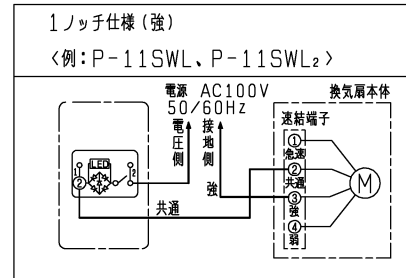 1ノッチ仕様(強)
〈例:P-11SWL、P-11SWL₂〉
電源 AC100V
50/60Hz
換気扇本体
電圧側
接地側
速結端子
LED
1
2
②
強
共通
①
急速
②
共通
③
強
④
弱
M